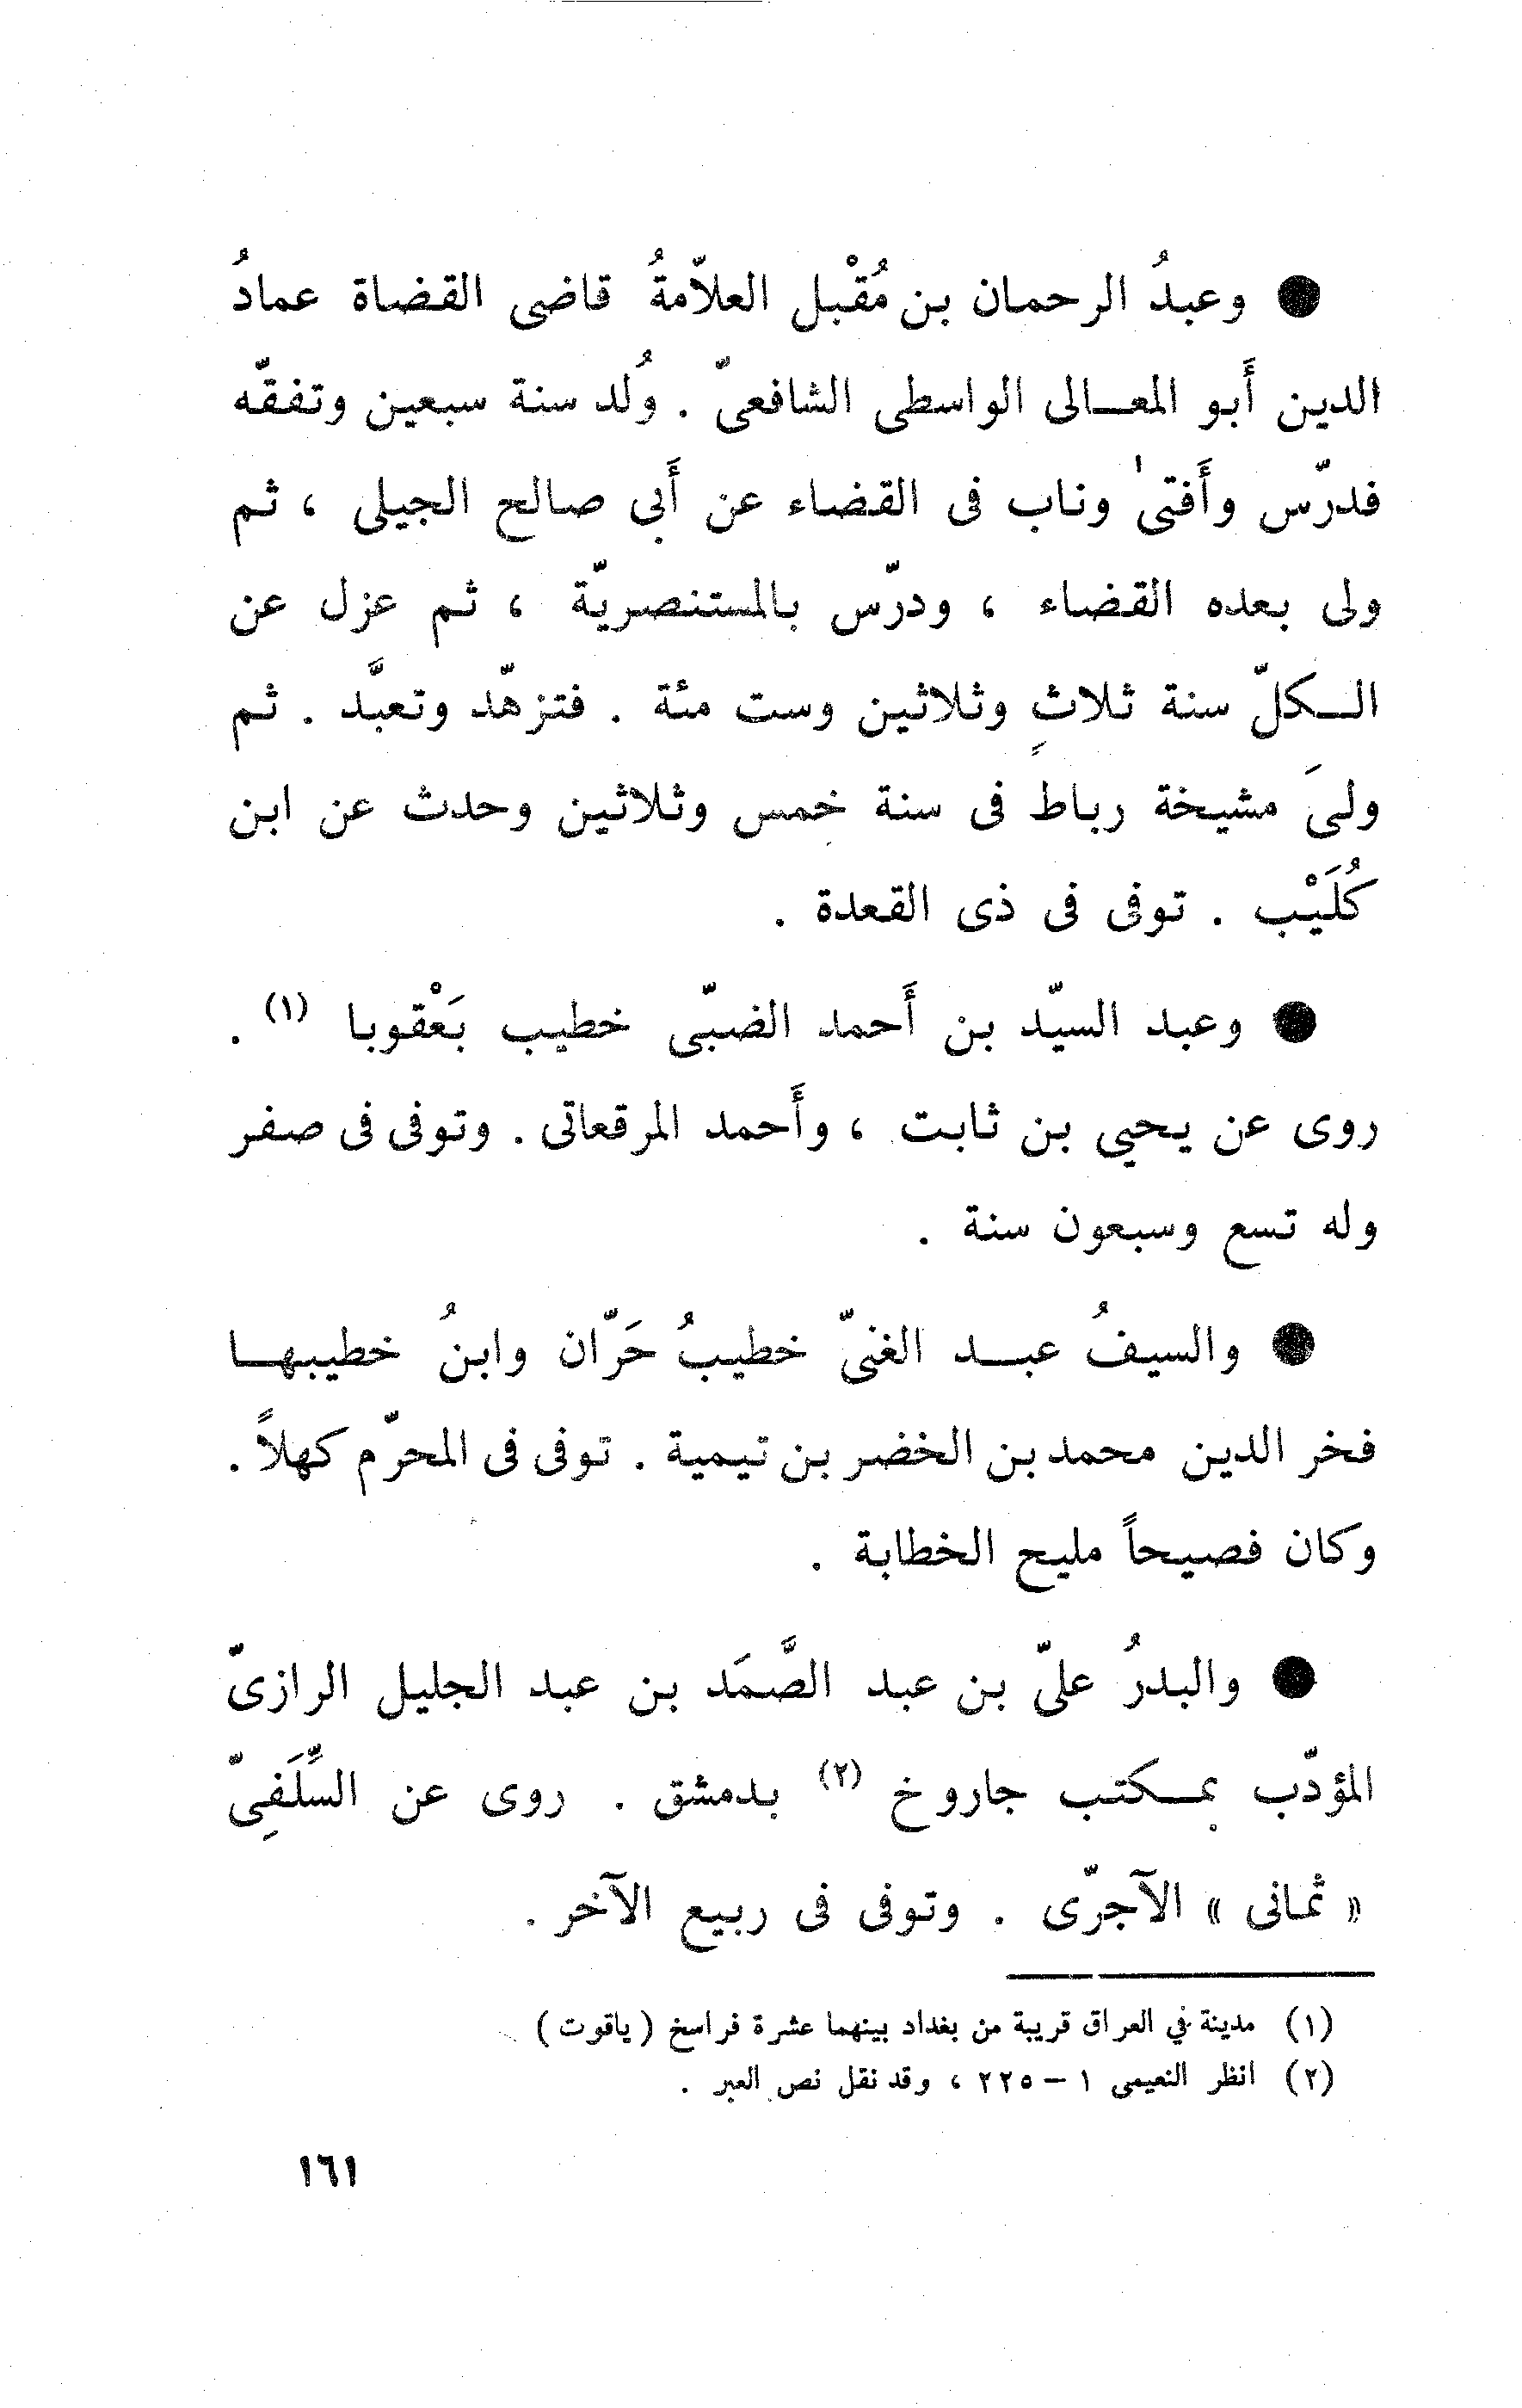 ● وعبدُ الرحمان بن مُقْبل العلاّمةُ قاضى القضاة عمادُ
الدين أَبو المعـالى الواسطى الشافعىّ . وُلد سنة سبعين وتفقّه
فدرّس وأَفتىٰ وناب فى القضاء عن أَبي صالح الجيلى ، ثم
ولى بعده القضاء ، ودرّس بالمستنصريّة ، ثم عزل عن
الـكلّ سنة ثلاثٍ وثلاثين وست مئة . فتزهّد وتعبَّد . ثم
ولىَ مشيخة رباط فى سنة خمس وثلاثين وحدث عن ابن
كُلَيْب . توفى فى ذى القعدة .
● وعبد السيّد بن أَحمد الضبّى خطيب بَعْقوبا (١) .
روى عن يحيي بن ثابت ، وأَحمد المرقعاتى . وتوفى فى صفر
وله تسع وسبعون سنة .
● والسيفُ عبـد الغنىّ خطيبُ حَرّان وابنُ خطيبهـا
فخر الدين محمد بن الخضر بن تيمية . توفى فى المحرّم كهلاً .
وكان فصيحاً مليح الخطابة .
● والبدرُ علىّ بن عبد الصَّمَد بن عبد الجليل الرازىّ
المؤدّب بمـكتب جاروخ (٢) بدمشق . روى عن السِّلَفِىّ
« ثمانى » الآجرّى . وتوفى فى ربيع الآخر .
(١) مدينة في العراق قريبة من بغداد بينهما عشرة فراسخ ( ياقوت )
(٢) انظر النعيمى ١ – ٢٢٥ ، وقد نقل نص العبر .
١٦١